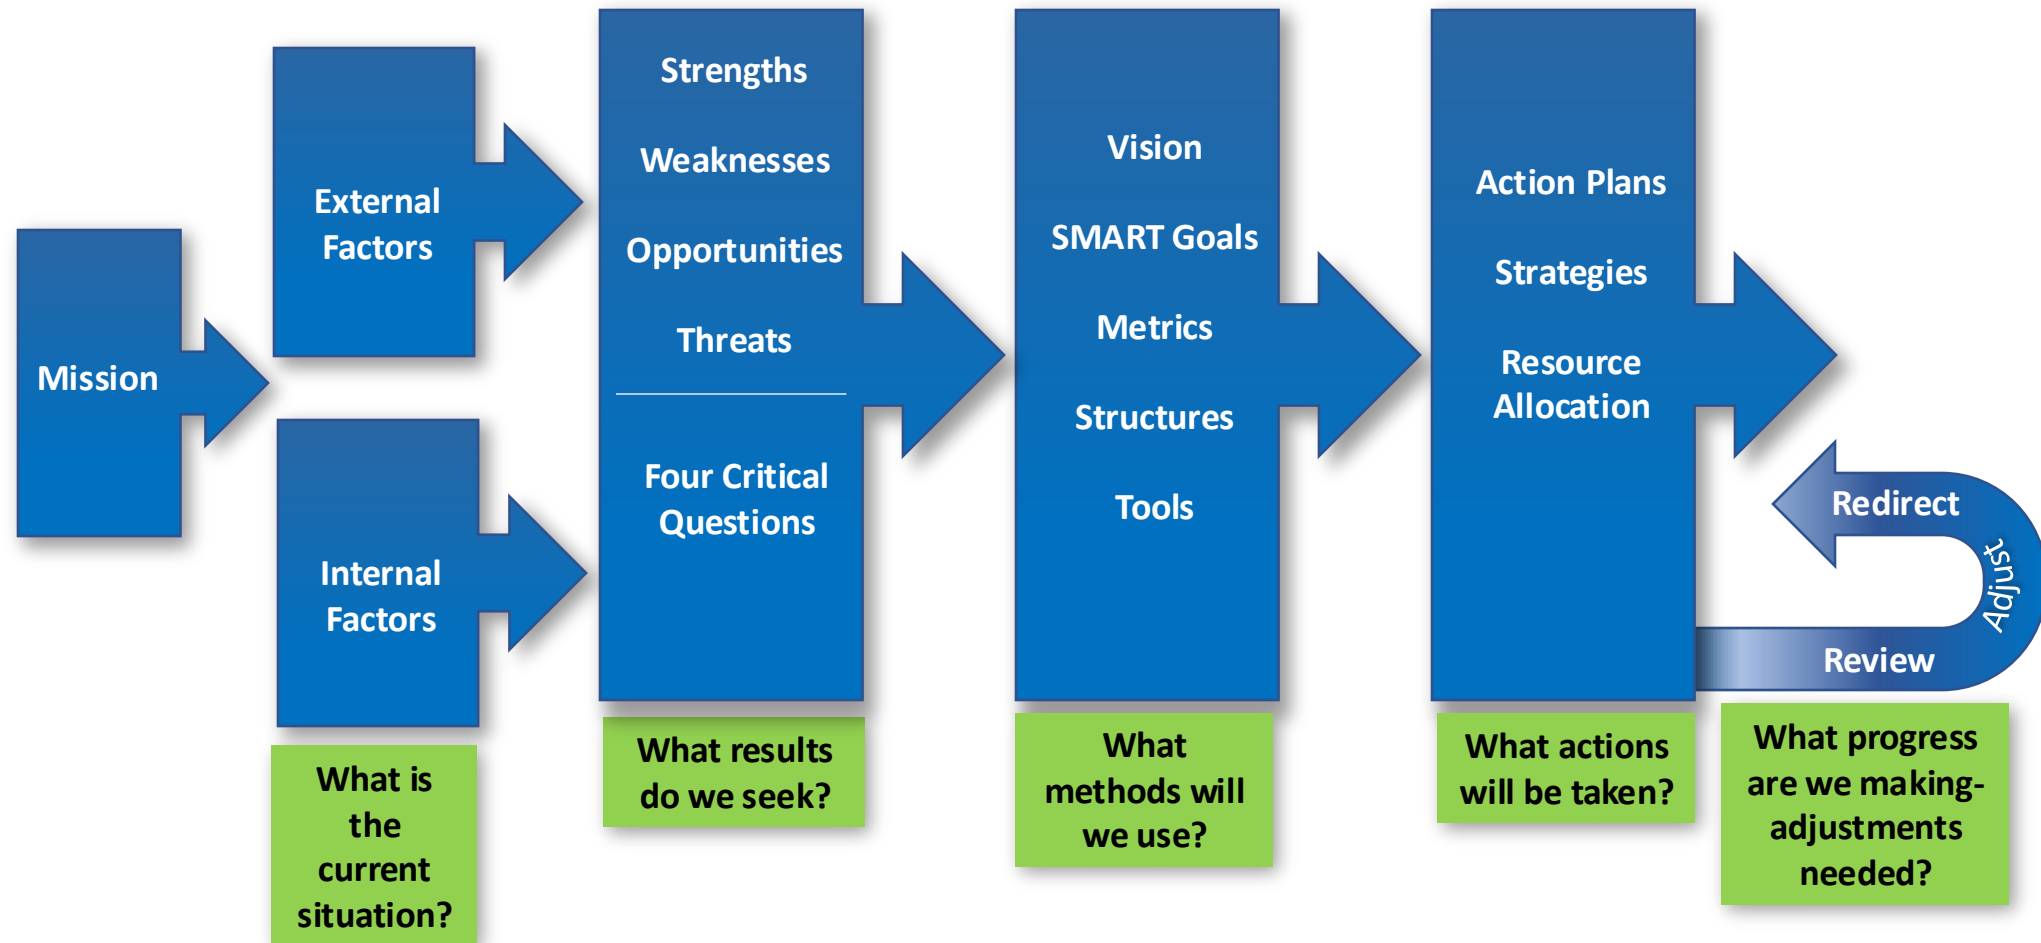 Mission
External
Factors
Internal
Factors
What is
the
current
situation?
Strengths
Weaknesses
Opportunities
Threats
Four Critical
Questions
What results
do we seek?
Vision
SMART Goals
Metrics
Structures
Tools
What
methods will
we use?
Action Plans
Strategies
Resource
Allocation
What actions
will be taken?
Redirect
Adjust
Review
What progress
are we making-
adjustments
needed?